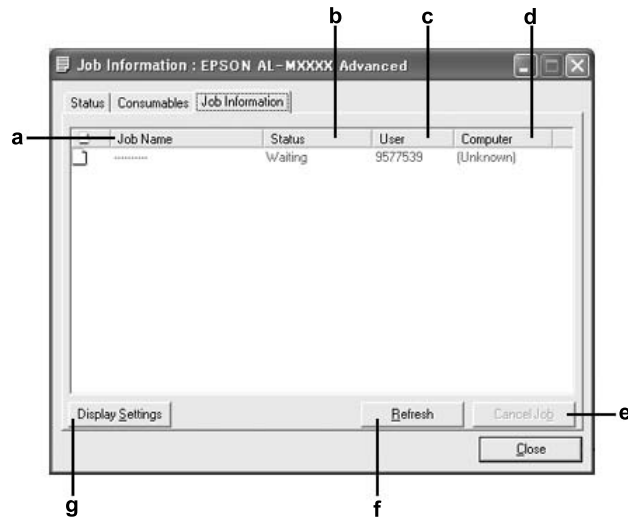 b c d
Job Information : EPSON AL-MXXXX Advanced
Status Consumables Job Information
a Job Name Status User Computer
--------- Waiting 9577539 (Unknown)
Display Settings Refresh Cancel Job e
Close
g f